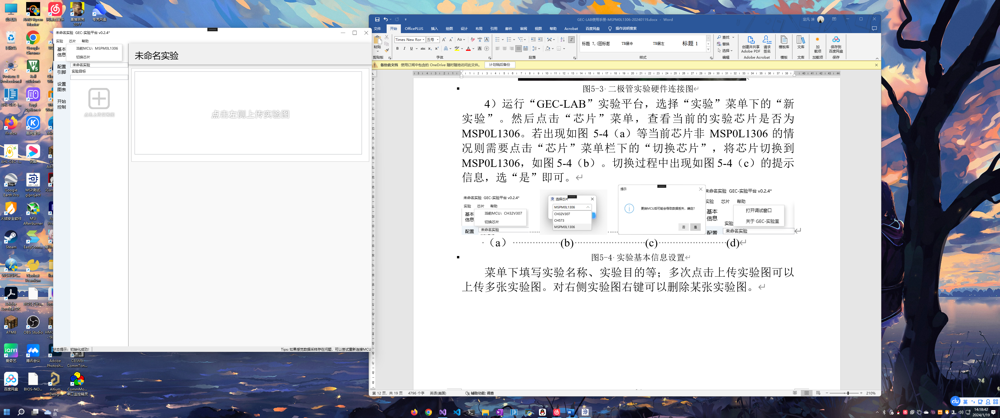 此电脑
AMD Ryzen Master
网易云音乐
赛博朋克 2077
夸克网盘
回收站
Google Chrome
Proteus 8 Professional
Keil uVision5
AHL-GEC-I...
Logi Options+
Firefox
酷狗音乐
AHL-GEC-I...
优酷
Google Earth Pro
MSP测试.glproject
火绒安全软件
MSI Afterburner
Steam
EasyConn...
WCHISPS...
Navicat Premium
Adobe Acrobat DC
BIOS_CH5...
ATM8
OBS Studio
爱奇艺
腾讯会议
Adobe Photosh...
CEIWEI CommTon...
百度网盘
BIOS-NO...
Altium Design
CommMo... 串口监控精灵
未命名实验 GEC-实验平台 v0.2.4*
实验 芯片 帮助
基本信息
当前MCU：MSPM0L1306
切换芯片
未命名实验
配置引脚
未命名实验
实验目标
设置图表
开始控制
点击上传实验图
点击左侧上传实验图
状态提示：初始化成功！
Tips: 如果感觉数据采样存在问题，可以尝试重新连接MCU
GEC-LAB使用手册-MSPM0L1306-20240119.docx - Word
定凡 涂
文件 开始 OfficePLUS 插入 绘图 设计 布局 引用 邮件 审阅 视图 帮助 Acrobat 百度网盘 操作说明搜索
粘贴
Times New Ror 五号
标题 7, (图标题 TB居中 TB居左 标题 1
查找
替换
选择
创建并共享 Adobe PDF
请求签名
模板库
文库
加载项
保存到百度网盘
剪贴板 字体 段落 样式 编辑 Adobe Acrobat 模板 文库 加载项 保存
备份此文档 使用订阅中包含的 OneDrive 随时随地访问此文件。 计划稍后备份
图5-3 二极管实验硬件连接图
4）运行“GEC-LAB”实验平台，选择“实验”菜单下的“新
实验”。然后点击“芯片”菜单，查看当前的实验芯片是否为
MSP0L1306。若出现如图 5-4（a）等当前芯片非 MSP0L1306 的情
况则需要点击“芯片”菜单栏下的“切换芯片”，将芯片切换到
MSP0L1306，如图 5-4（b）。切换过程中出现如图 5-4（c）的提示
信息，选“是”即可。
未命名实验 GEC-实验平台 v0.2.4*
实验 芯片 帮助
基本信息
当前MCU：CH32V307
切换芯片
配置
未命名实验
选择芯片
MSPM0L1306
CH32V307
CH573
MSPM0L1306
提示
更换MCU后可能会导致数据丢失，确定?
否 是
未命名实验 GEC-实验平台 v0.2.4*
实验 芯片 帮助
基本信息
打开调试窗口
关于 GEC-实验室
实验
配置
未命名实验
（a） (b) (c) (d)
图5-4 实验基本信息设置
菜单下填写实验名称、实验目的等；多次点击上传实验图可以
上传多张实验图。对右侧实验图右键可以删除某张实验图。
第 12 页，共 19 页 4796 个字 英语(美国) 辅助功能: 调查
210%
英
3°C
阴
14:18:42
2024/1/19